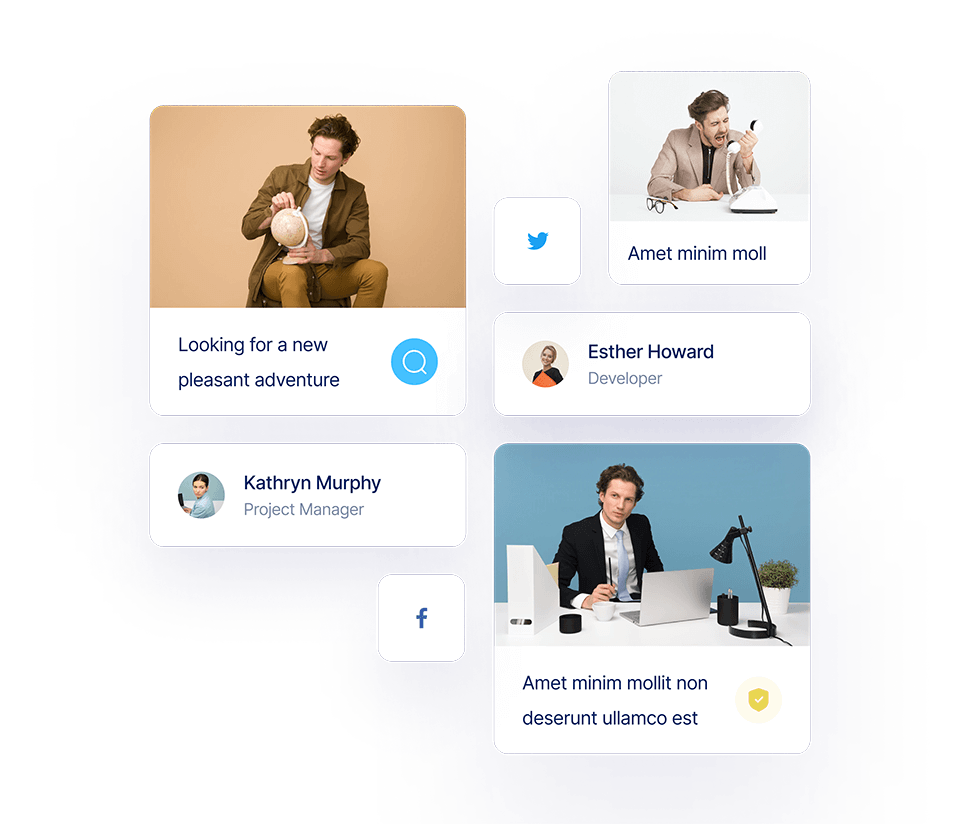 Looking for a new
pleasant adventure
Amet minim moll
Esther Howard
Developer
Kathryn Murphy
Project Manager
Amet minim mollit non
deserunt ullamco est